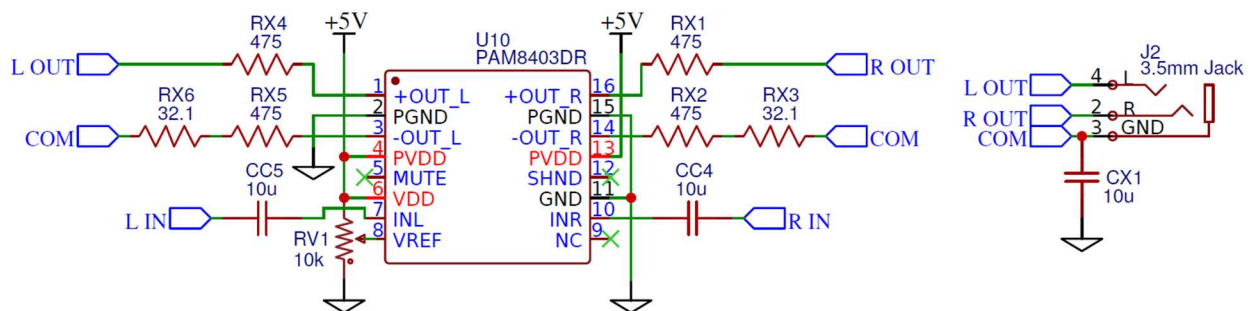 +5V
RX4
475
L OUT
RX6
32.1
RX5
475
COM
CC5
10u
L IN
RV1
10k
U10
PAM8403DR
1 +OUT_L
2 PGND
3 -OUT_L
4 PVDD
5 MUTE
6 VDD
7 INL
8 VREF
+OUT_R 16
PGND 15
-OUT_R 14
PVDD 13
SHND 12
GND 11
INR 10
NC 9
+5V
RX1
475
R OUT
RX2
475
RX3
32.1
COM
CC4
10u
R IN
J2
3.5mm Jack
L OUT 4 L
R OUT 2 R
COM 3 GND
CX1
10u